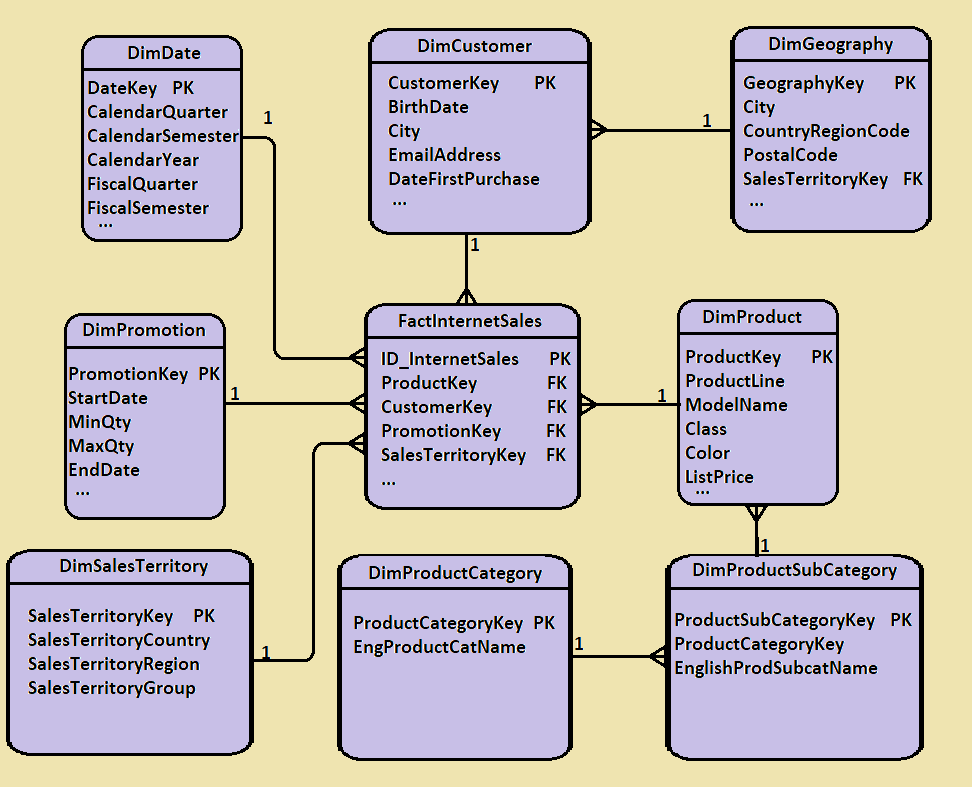 DimDate
DateKey PK
CalendarQuarter
CalendarSemester
CalendarYear
FiscalQuarter
FiscalSemester
...
1
DimCustomer
CustomerKey PK
BirthDate
City
EmailAddress
DateFirstPurchase
...
1
1
DimGeography
GeographyKey PK
City
CountryRegionCode
PostalCode
SalesTerritoryKey FK
...
DimPromotion
PromotionKey PK
StartDate
MinQty
MaxQty
EndDate
...
1
FactInternetSales
ID_InternetSales PK
ProductKey FK
CustomerKey FK
PromotionKey FK
SalesTerritoryKey FK
...
1
DimProduct
ProductKey PK
ProductLine
ModelName
Class
Color
ListPrice
...
1
DimSalesTerritory
SalesTerritoryKey PK
SalesTerritoryCountry
SalesTerritoryRegion
SalesTerritoryGroup
1
DimProductCategory
ProductCategoryKey PK
EngProductCatName
1
DimProductSubCategory
ProductSubCategoryKey PK
ProductCategoryKey
EnglishProdSubcatName